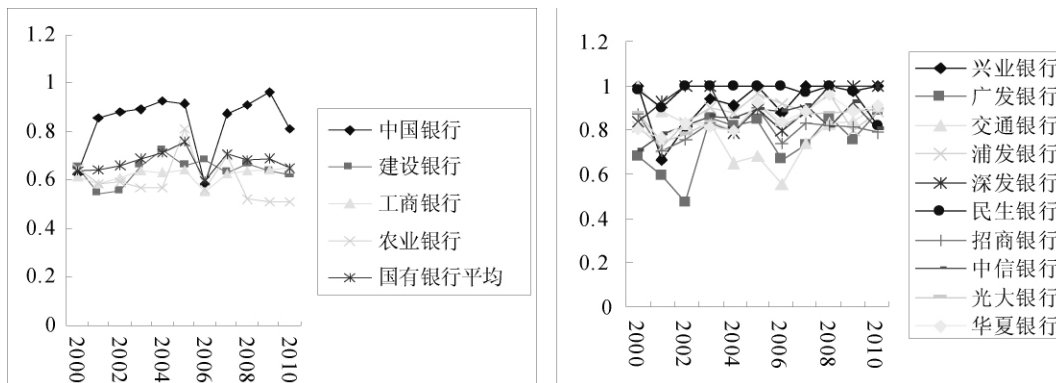 1.2
1
0.8
0.6
0.4
0.2
0
2000
2002
2004
2006
2008
2010
中国银行
建设银行
工商银行
农业银行
国有银行平均
1.2
1
0.8
0.6
0.4
0.2
0
2000
2002
2004
2006
2008
2010
兴业银行
广发银行
交通银行
浦发银行
深发银行
民生银行
招商银行
中信银行
光大银行
华夏银行